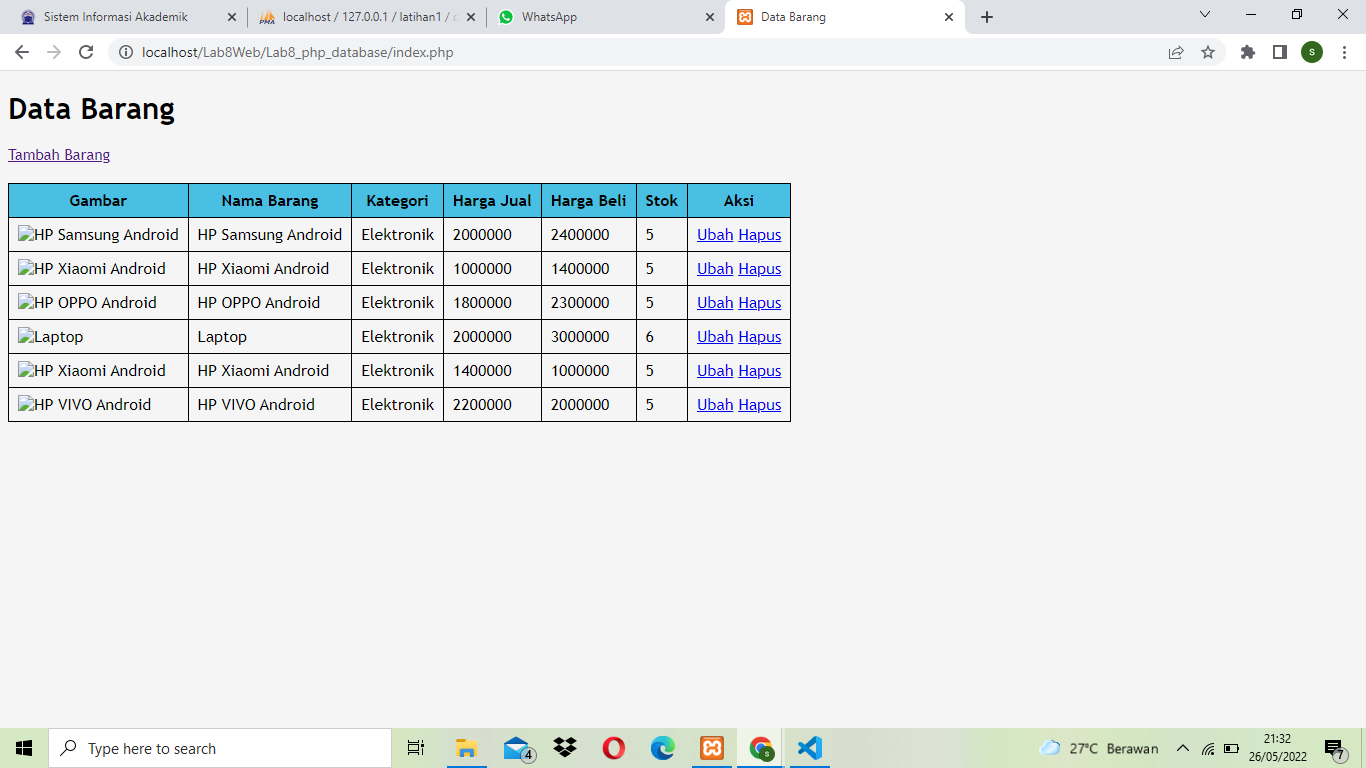 Sistem Informasi Akademik
localhost / 127.0.0.1 / latihan1 /
WhatsApp
Data Barang
localhost/Lab8Web/Lab8_php_database/index.php
s
Data Barang
Tambah Barang
Gambar Nama Barang Kategori Harga Jual Harga Beli Stok Aksi
HP Samsung Android HP Samsung Android Elektronik 2000000 2400000 5 Ubah Hapus
HP Xiaomi Android HP Xiaomi Android Elektronik 1000000 1400000 5 Ubah Hapus
HP OPPO Android HP OPPO Android Elektronik 1800000 2300000 5 Ubah Hapus
Laptop Laptop Elektronik 2000000 3000000 6 Ubah Hapus
HP Xiaomi Android HP Xiaomi Android Elektronik 1400000 1000000 5 Ubah Hapus
HP VIVO Android HP VIVO Android Elektronik 2200000 2000000 5 Ubah Hapus
Type here to search
4
s
27°C Berawan
21:32
26/05/2022
7